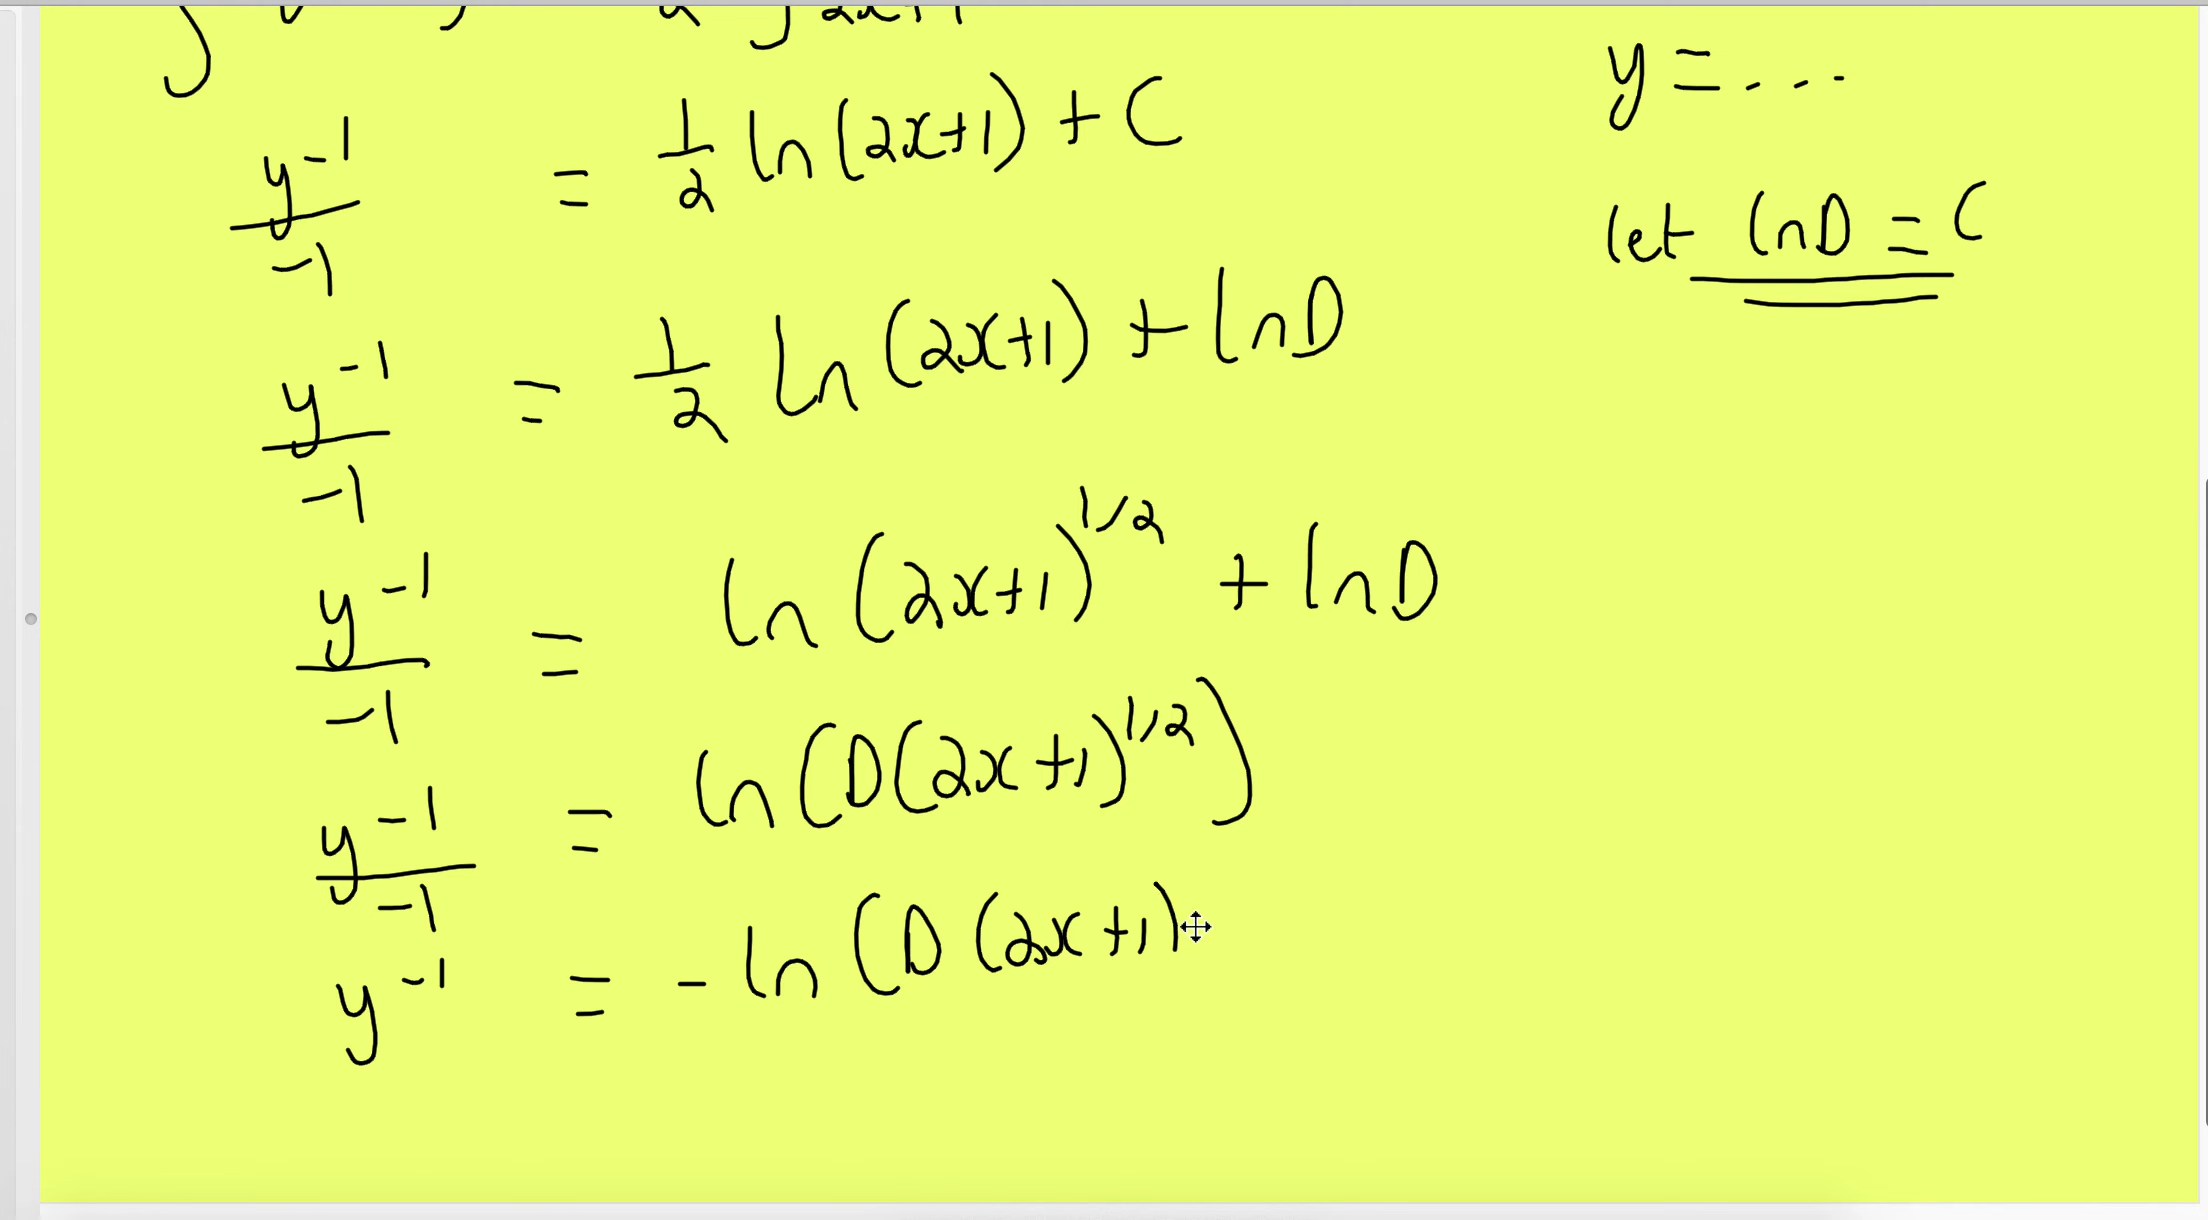 y = ...
y^-1 / -1 = 1/2 ln(2x+1) + C
let ln D = C
y^-1 / -1 = 1/2 ln(2x+1) + ln D
y^-1 / -1 = ln(2x+1)^1/2 + ln D
y^-1 / -1 = ln(D(2x+1)^1/2)
y^-1 = -ln(D(2x+1)